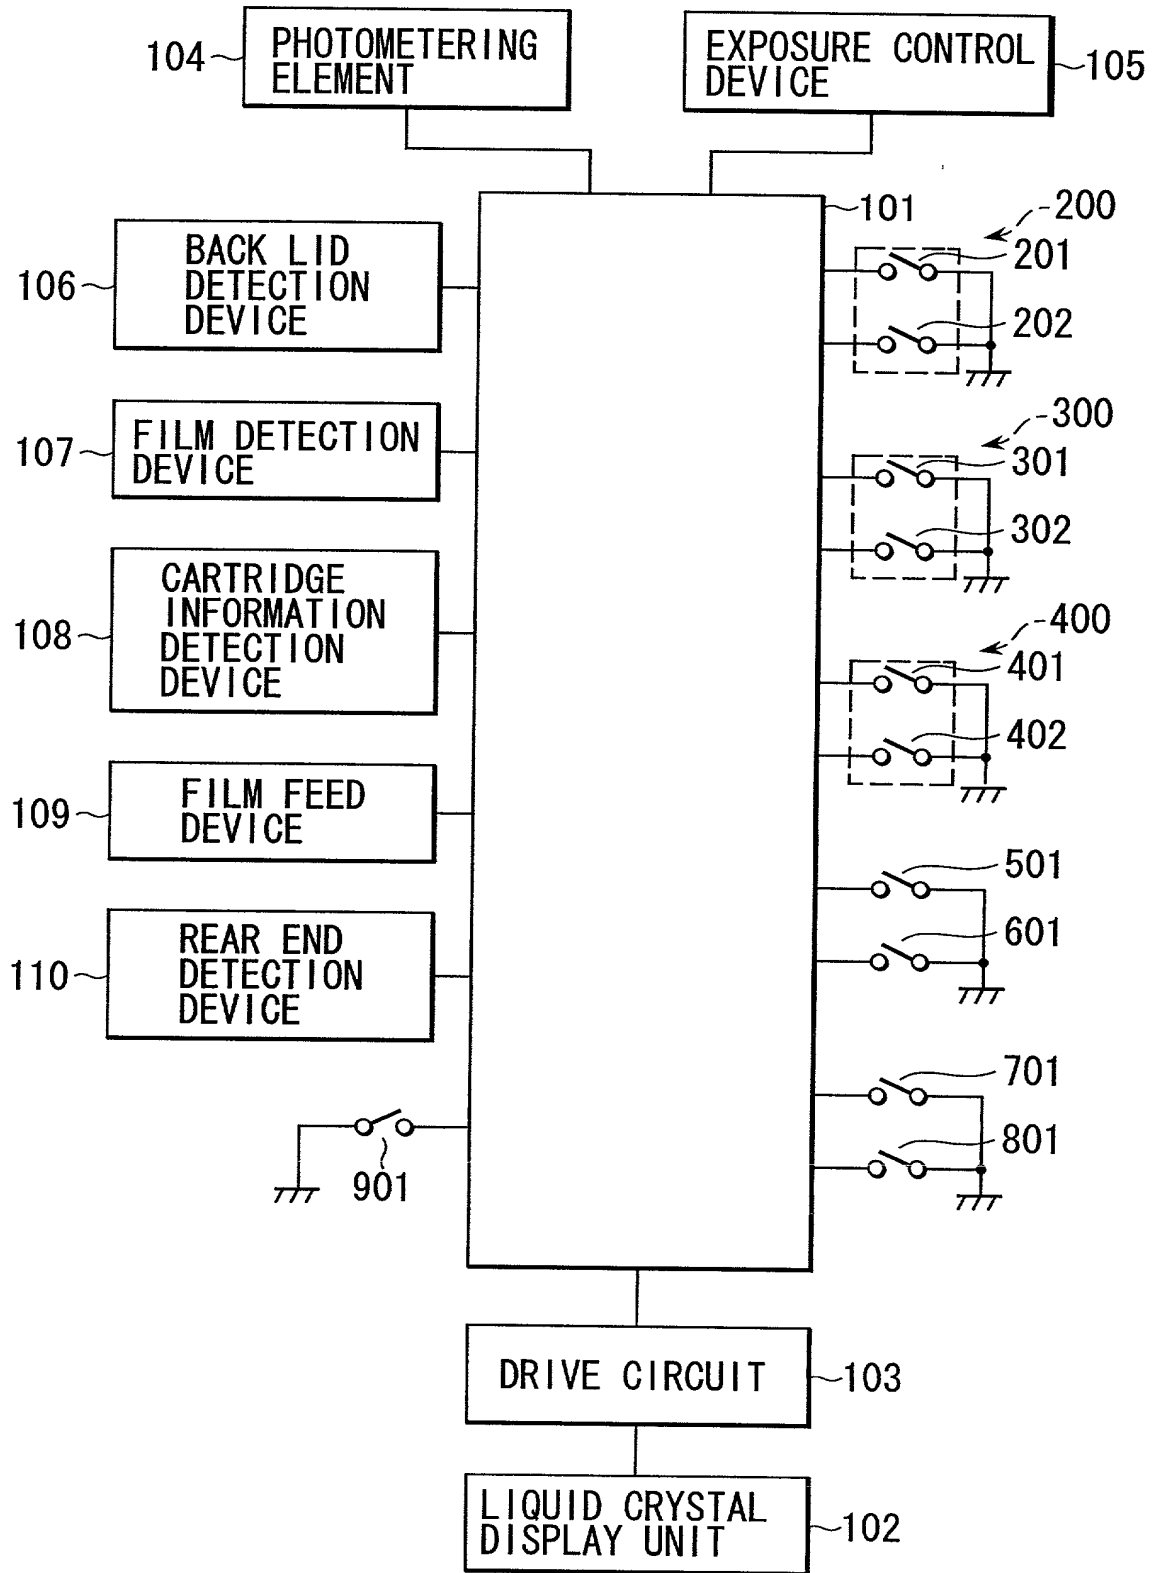 104
PHOTOMETERING
ELEMENT
EXPOSURE CONTROL
DEVICE
105
101
200
201
202
106
BACK LID
DETECTION
DEVICE
107
FILM DETECTION
DEVICE
300
301
302
108
CARTRIDGE
INFORMATION
DETECTION
DEVICE
400
401
402
109
FILM FEED
DEVICE
501
601
110
REAR END
DETECTION
DEVICE
701
801
901
DRIVE CIRCUIT
103
LIQUID CRYSTAL
DISPLAY UNIT
102